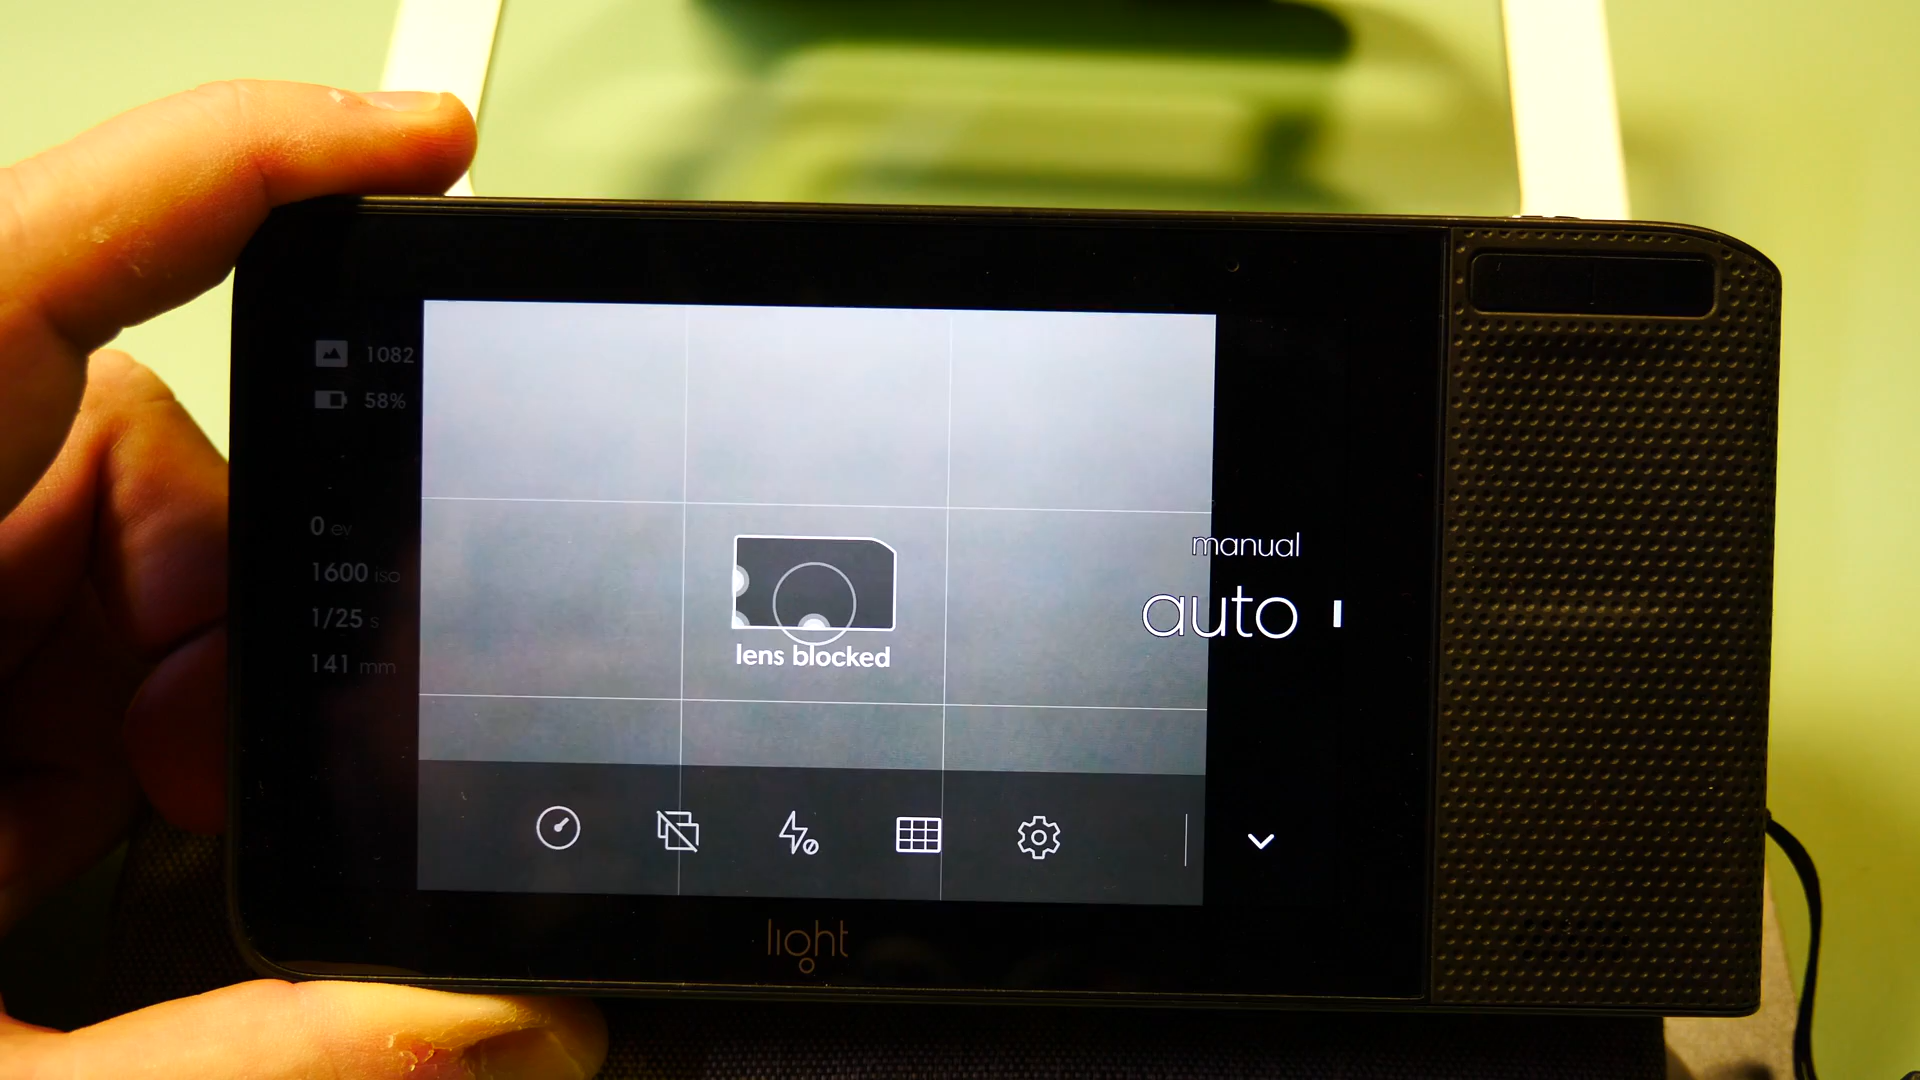 1082
58%
0 ev
1600 iso
1/25 s
141 mm
manual
auto
lens blocked
light